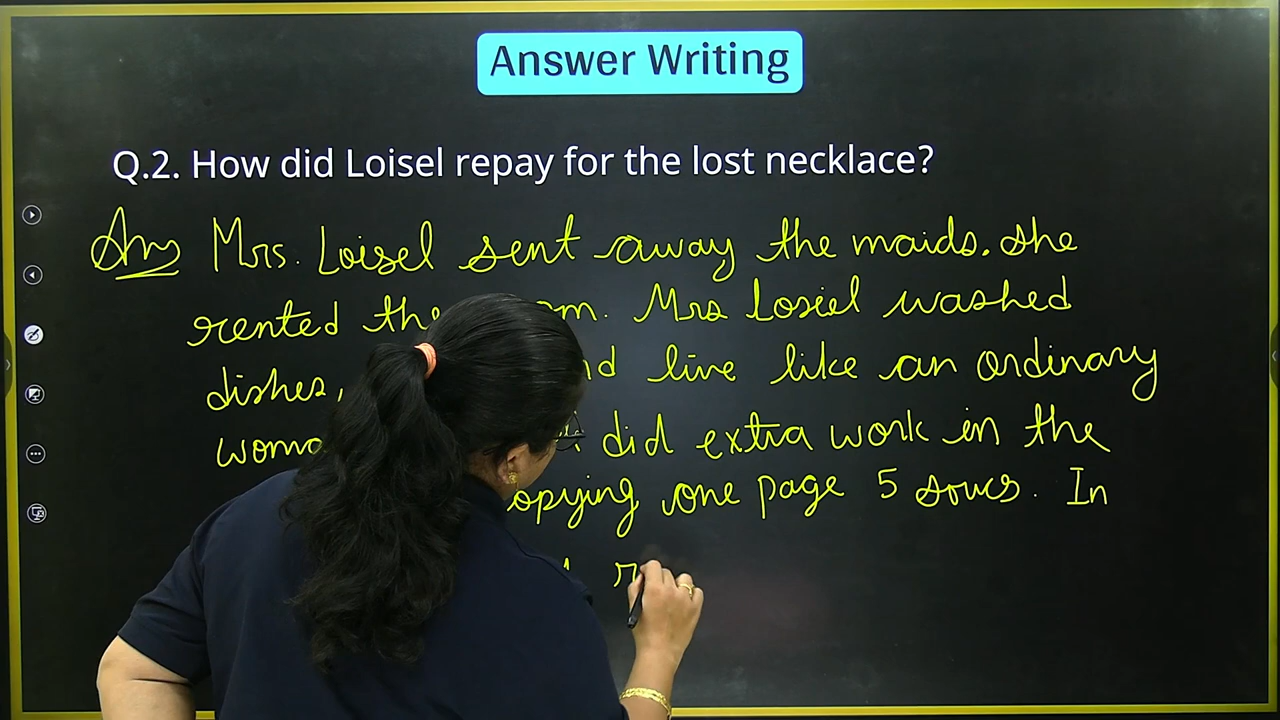 Answer Writing
Q.2. How did Loisel repay for the lost necklace?
Ans Mrs. Loisel sent away the maids. She
rented the om. Mrs Losiel washed
dishes, nd live like an ordinary
woma did extra work in the
opying one page 5 soucs. In